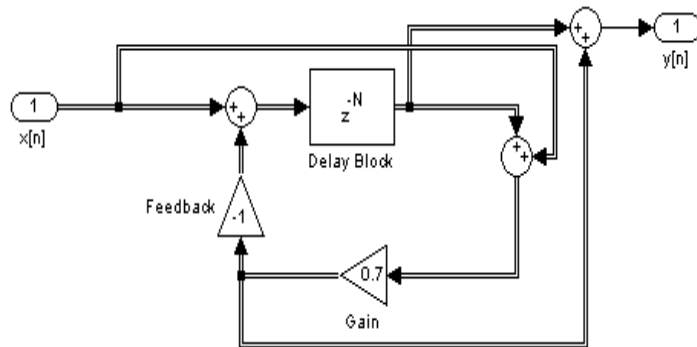 1
x[n]
+
+
-N
z
Delay Block
+
+
1
y[n]
+
+
Feedback
-1
0.7
Gain